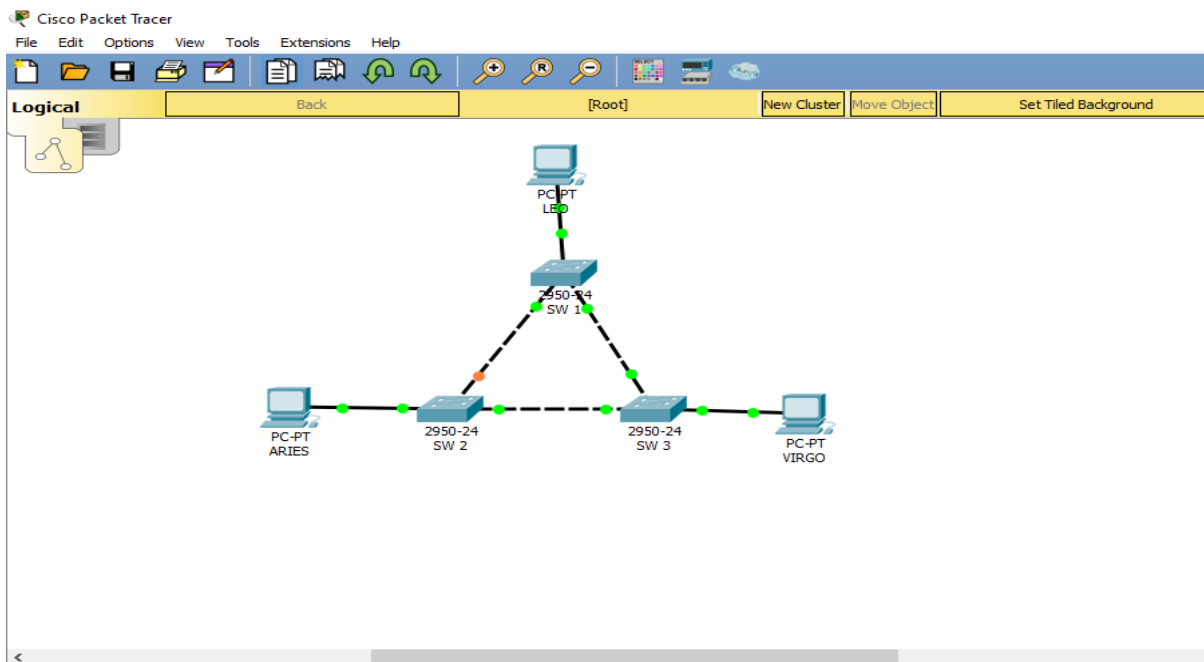 Cisco Packet Tracer
File Edit Options View Tools Extensions Help
Logical Back [Root] New Cluster Move Object Set Tiled Background
PC-PT
LEO
2950-24
SW 1
2950-24
SW 2
2950-24
SW 3
PC-PT
ARIES
PC-PT
VIRGO